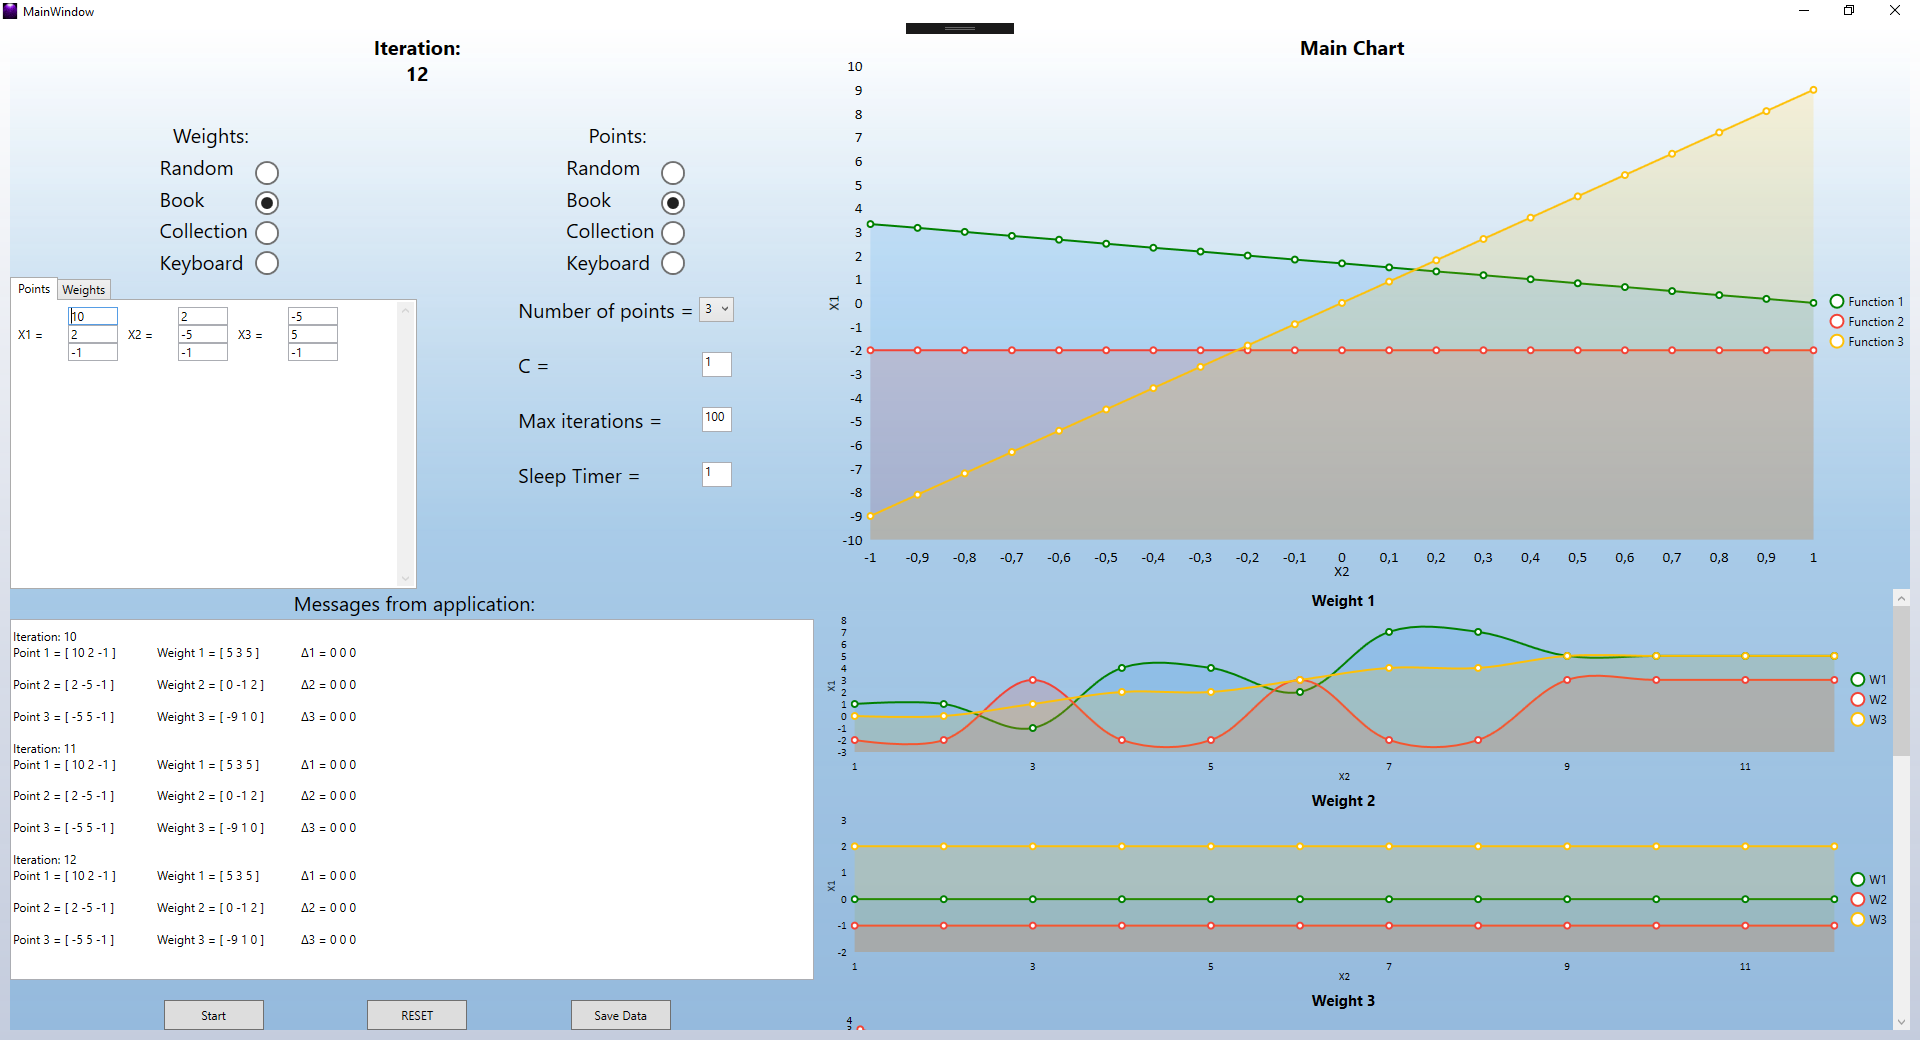 MainWindow
Iteration:
12
Weights:
Random
Book
Collection
Keyboard
Points:
Random
Book
Collection
Keyboard
Points Weights
X1 = 10 2 -1 X2 = 2 -5 -1 X3 = -5 5 -1
Number of points = 3
C = 1
Max iterations = 100
Sleep Timer = 1
Messages from application:
Iteration: 10
Point 1 = [ 10 2 -1 ] Weight 1 = [ 5 3 5 ] Δ1 = 0 0 0
Point 2 = [ 2 -5 -1 ] Weight 2 = [ 0 -1 2 ] Δ2 = 0 0 0
Point 3 = [ -5 5 -1 ] Weight 3 = [ -9 1 0 ] Δ3 = 0 0 0
Iteration: 11
Point 1 = [ 10 2 -1 ] Weight 1 = [ 5 3 5 ] Δ1 = 0 0 0
Point 2 = [ 2 -5 -1 ] Weight 2 = [ 0 -1 2 ] Δ2 = 0 0 0
Point 3 = [ -5 5 -1 ] Weight 3 = [ -9 1 0 ] Δ3 = 0 0 0
Iteration: 12
Point 1 = [ 10 2 -1 ] Weight 1 = [ 5 3 5 ] Δ1 = 0 0 0
Point 2 = [ 2 -5 -1 ] Weight 2 = [ 0 -1 2 ] Δ2 = 0 0 0
Point 3 = [ -5 5 -1 ] Weight 3 = [ -9 1 0 ] Δ3 = 0 0 0
Start RESET Save Data
Main Chart
10
9
8
7
6
5
4
3
2
1
0
-1
-2
-3
-4
-5
-6
-7
-8
-9
-10
X1
-1 -0,9 -0,8 -0,7 -0,6 -0,5 -0,4 -0,3 -0,2 -0,1 0 0,1 0,2 0,3 0,4 0,5 0,6 0,7 0,8 0,9 1
X2
Function 1
Function 2
Function 3
Weight 1
8
7
6
5
4
3
2
1
0
-1
-2
-3
X1
1 3 5 7 9 11
X2
W1
W2
W3
Weight 2
3
2
1
0
-1
-2
X1
1 3 5 7 9 11
X2
W1
W2
W3
Weight 3
4